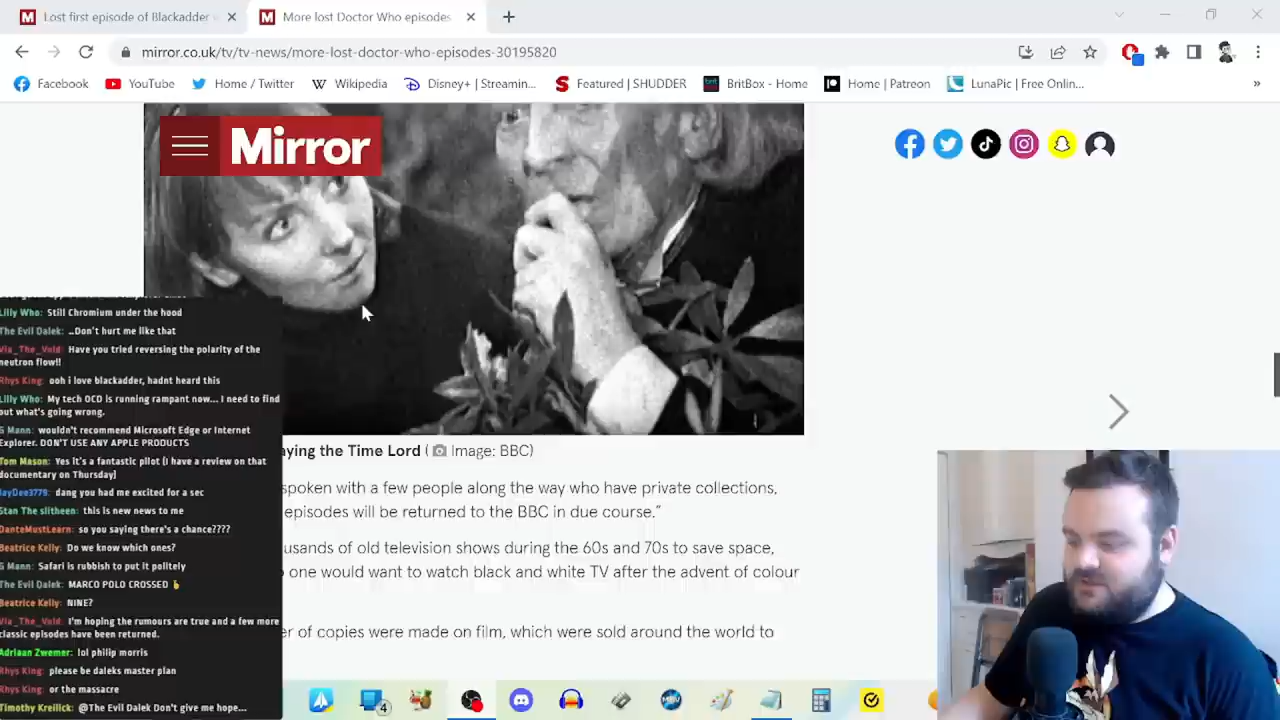 Lost first episode of Blackadder
More lost Doctor Who episodes
mirror.co.uk/tv/tv-news/more-lost-doctor-who-episodes-30195820
Facebook
YouTube
Home / Twitter
Wikipedia
Disney+ | Streamin...
Featured | SHUDDER
BritBox - Home
Home | Patreon
LunaPic | Free Onlin...
»
Mirror
aying the Time Lord ( Image: BBC)
spoken with a few people along the way who have private collections,
episodes will be returned to the BBC in due course.”
usands of old television shows during the 60s and 70s to save space,
one would want to watch black and white TV after the advent of colour
er of copies were made on film, which were sold around the world to
Lilly Who: Still Chromium under the hood
The Evil Dalek: ..Don't hurt me like that
Via_The_Void: Have you tried reversing the polarity of the
neutron flow!!
Rhys King: ooh i love blackadder, hadnt heard this
Lilly Who: My tech OCD is running rampant now... I need to find
out what's going wrong.
G Mann: wouldn't recommend Microsoft Edge or Internet
Explorer. DON'T USE ANY APPLE PRODUCTS
Tom Mason: Yes it's a fantastic pilot (I have a review on that
documentary on Thursday)
JayDee3779: dang you had me excited for a sec
Stan The slitheen: this is new news to me
DanteMustLearn: so you saying there's a chance????
Beatrice Kelly: Do we know which ones?
G Mann: Safari is rubbish to put it politely
The Evil Dalek: MARCO POLO CROSSED
Beatrice Kelly: NINE?
Via_The_Void: I'm hoping the rumours are true and a few more
classic episodes have been returned.
Adriaan Zwemer: lol philip morris
Rhys King: please be daleks master plan
Rhys King: or the massacre
Timothy Kreilick: @The Evil Dalek Don't give me hope...
4